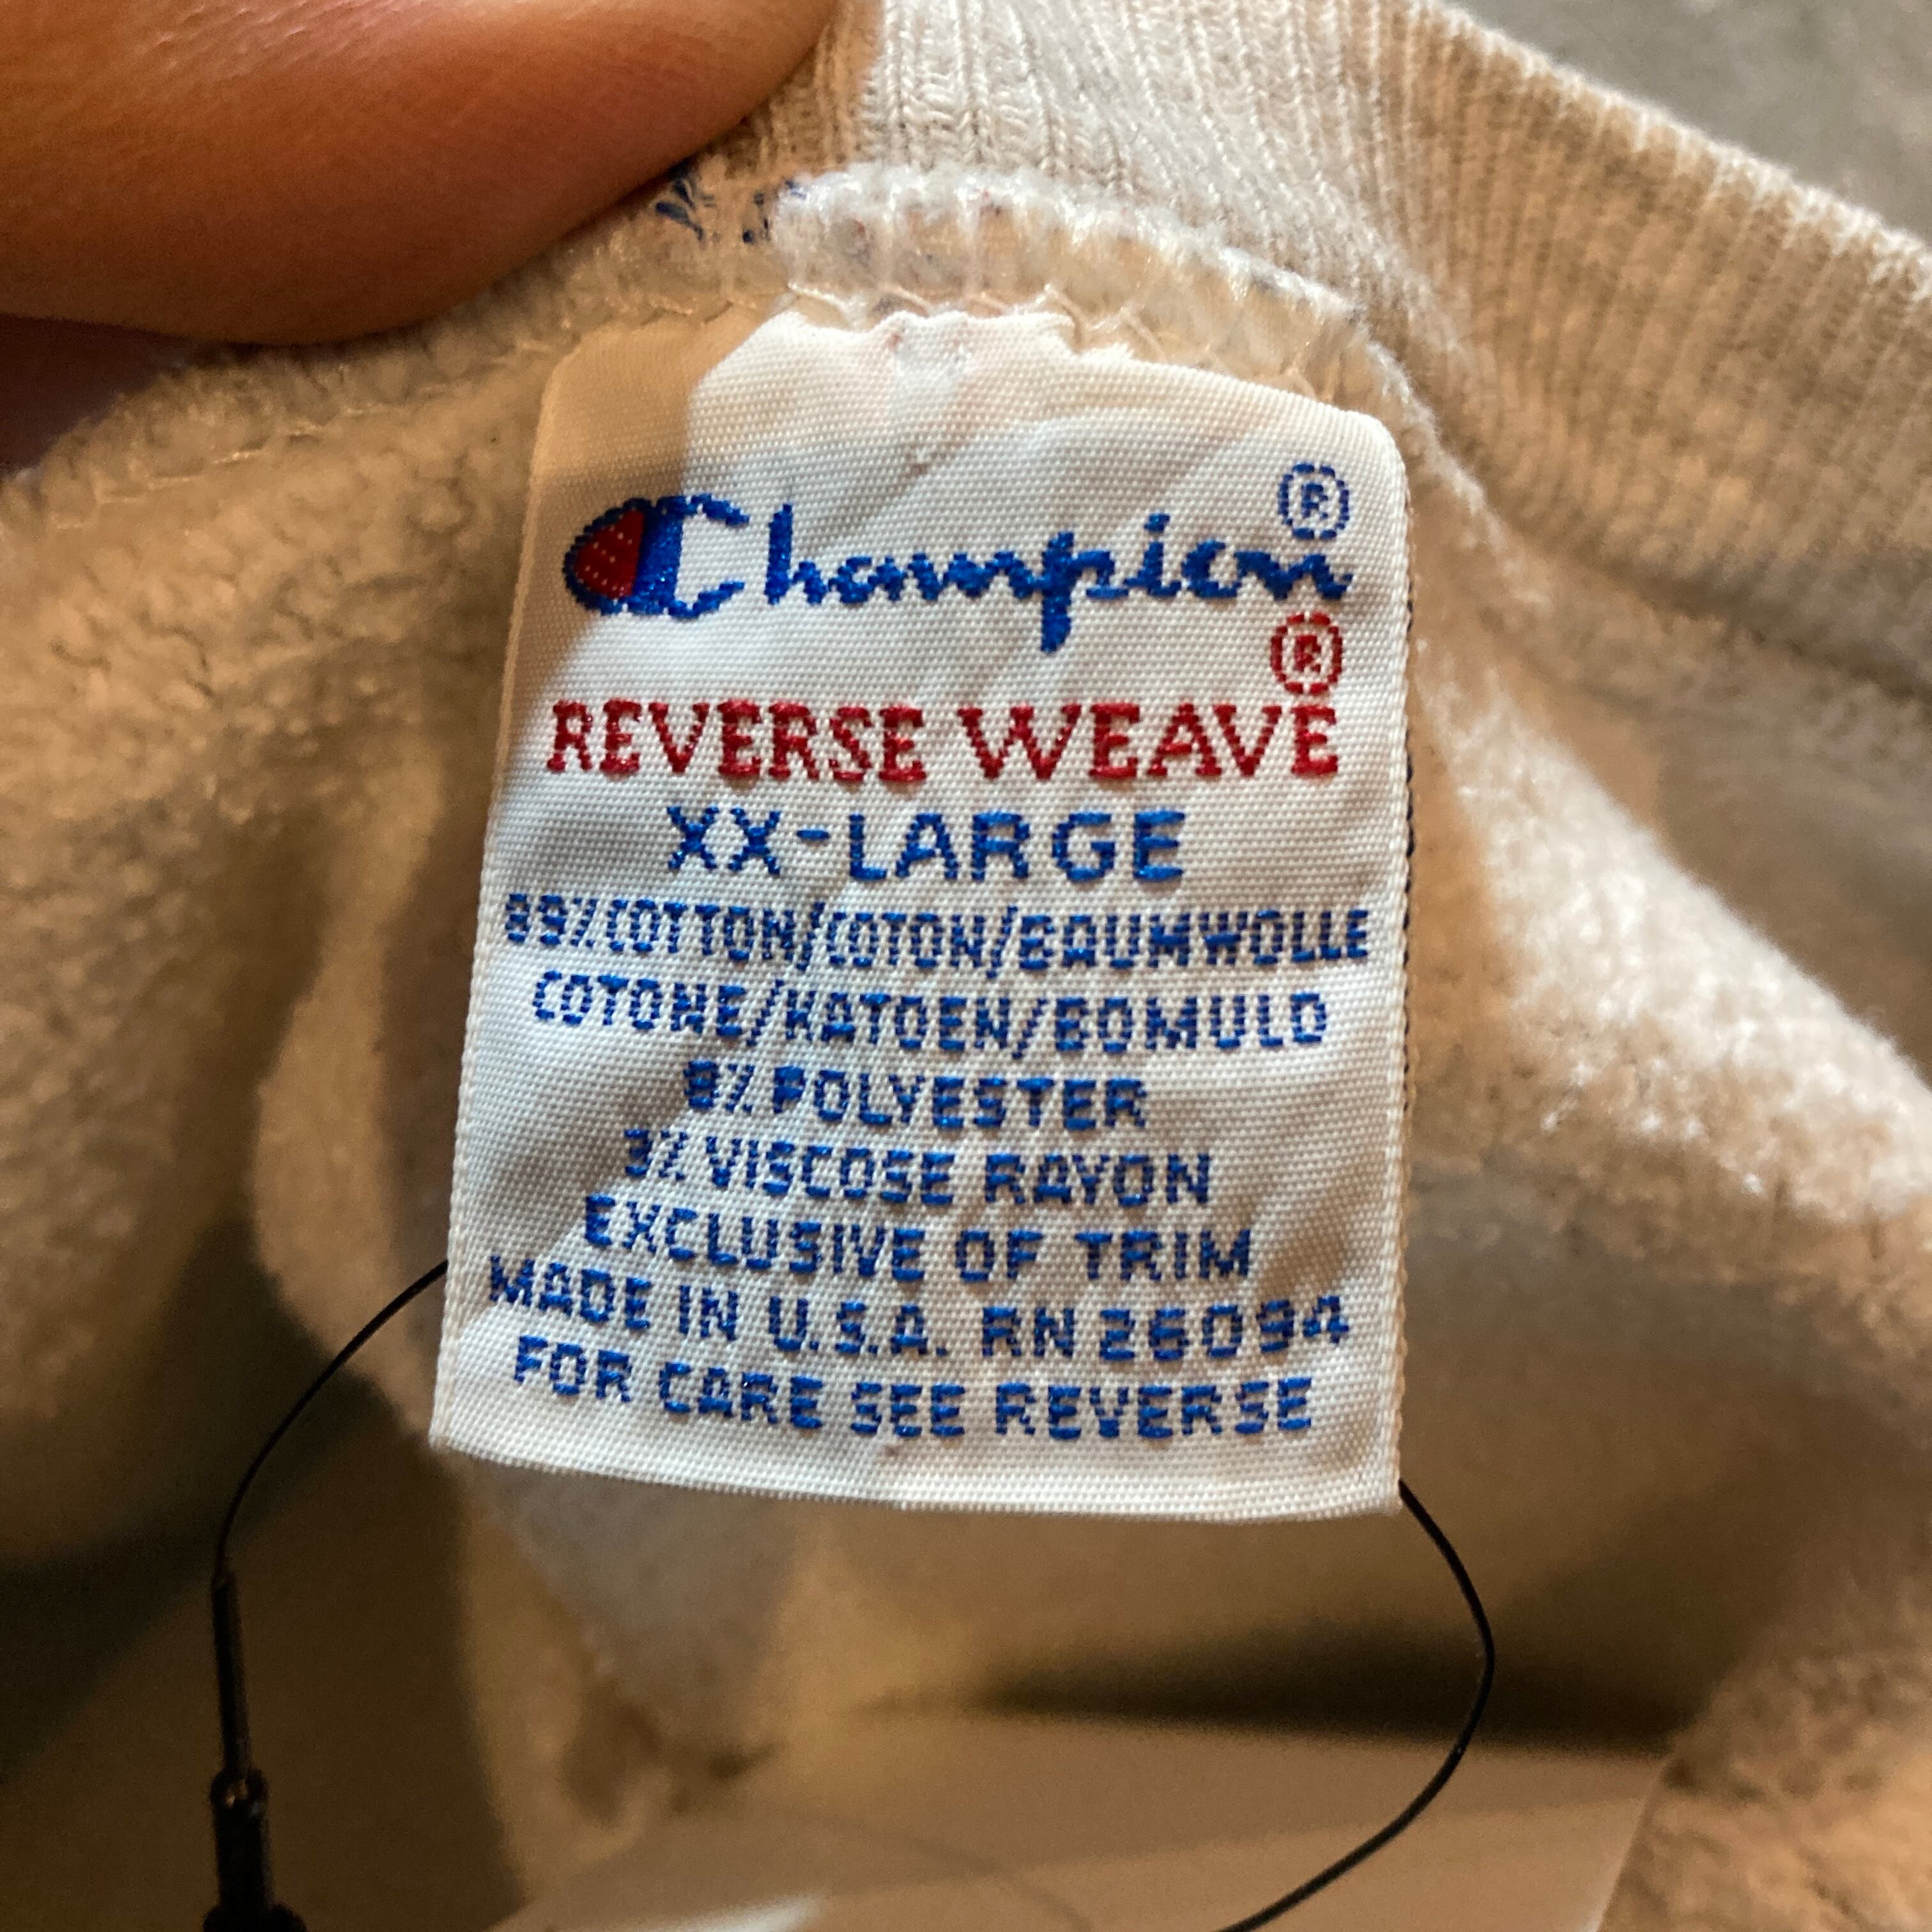 Champion®
REVERSE WEAVE®
XX-LARGE
89% COTTON/COTON/BAUMWOLLE
COTONE/KATOEN/BOMULD
8% POLYESTER
3% VISCOSE RAYON
EXCLUSIVE OF TRIM
MADE IN U.S.A. RN 26094
FOR CARE SEE REVERSE